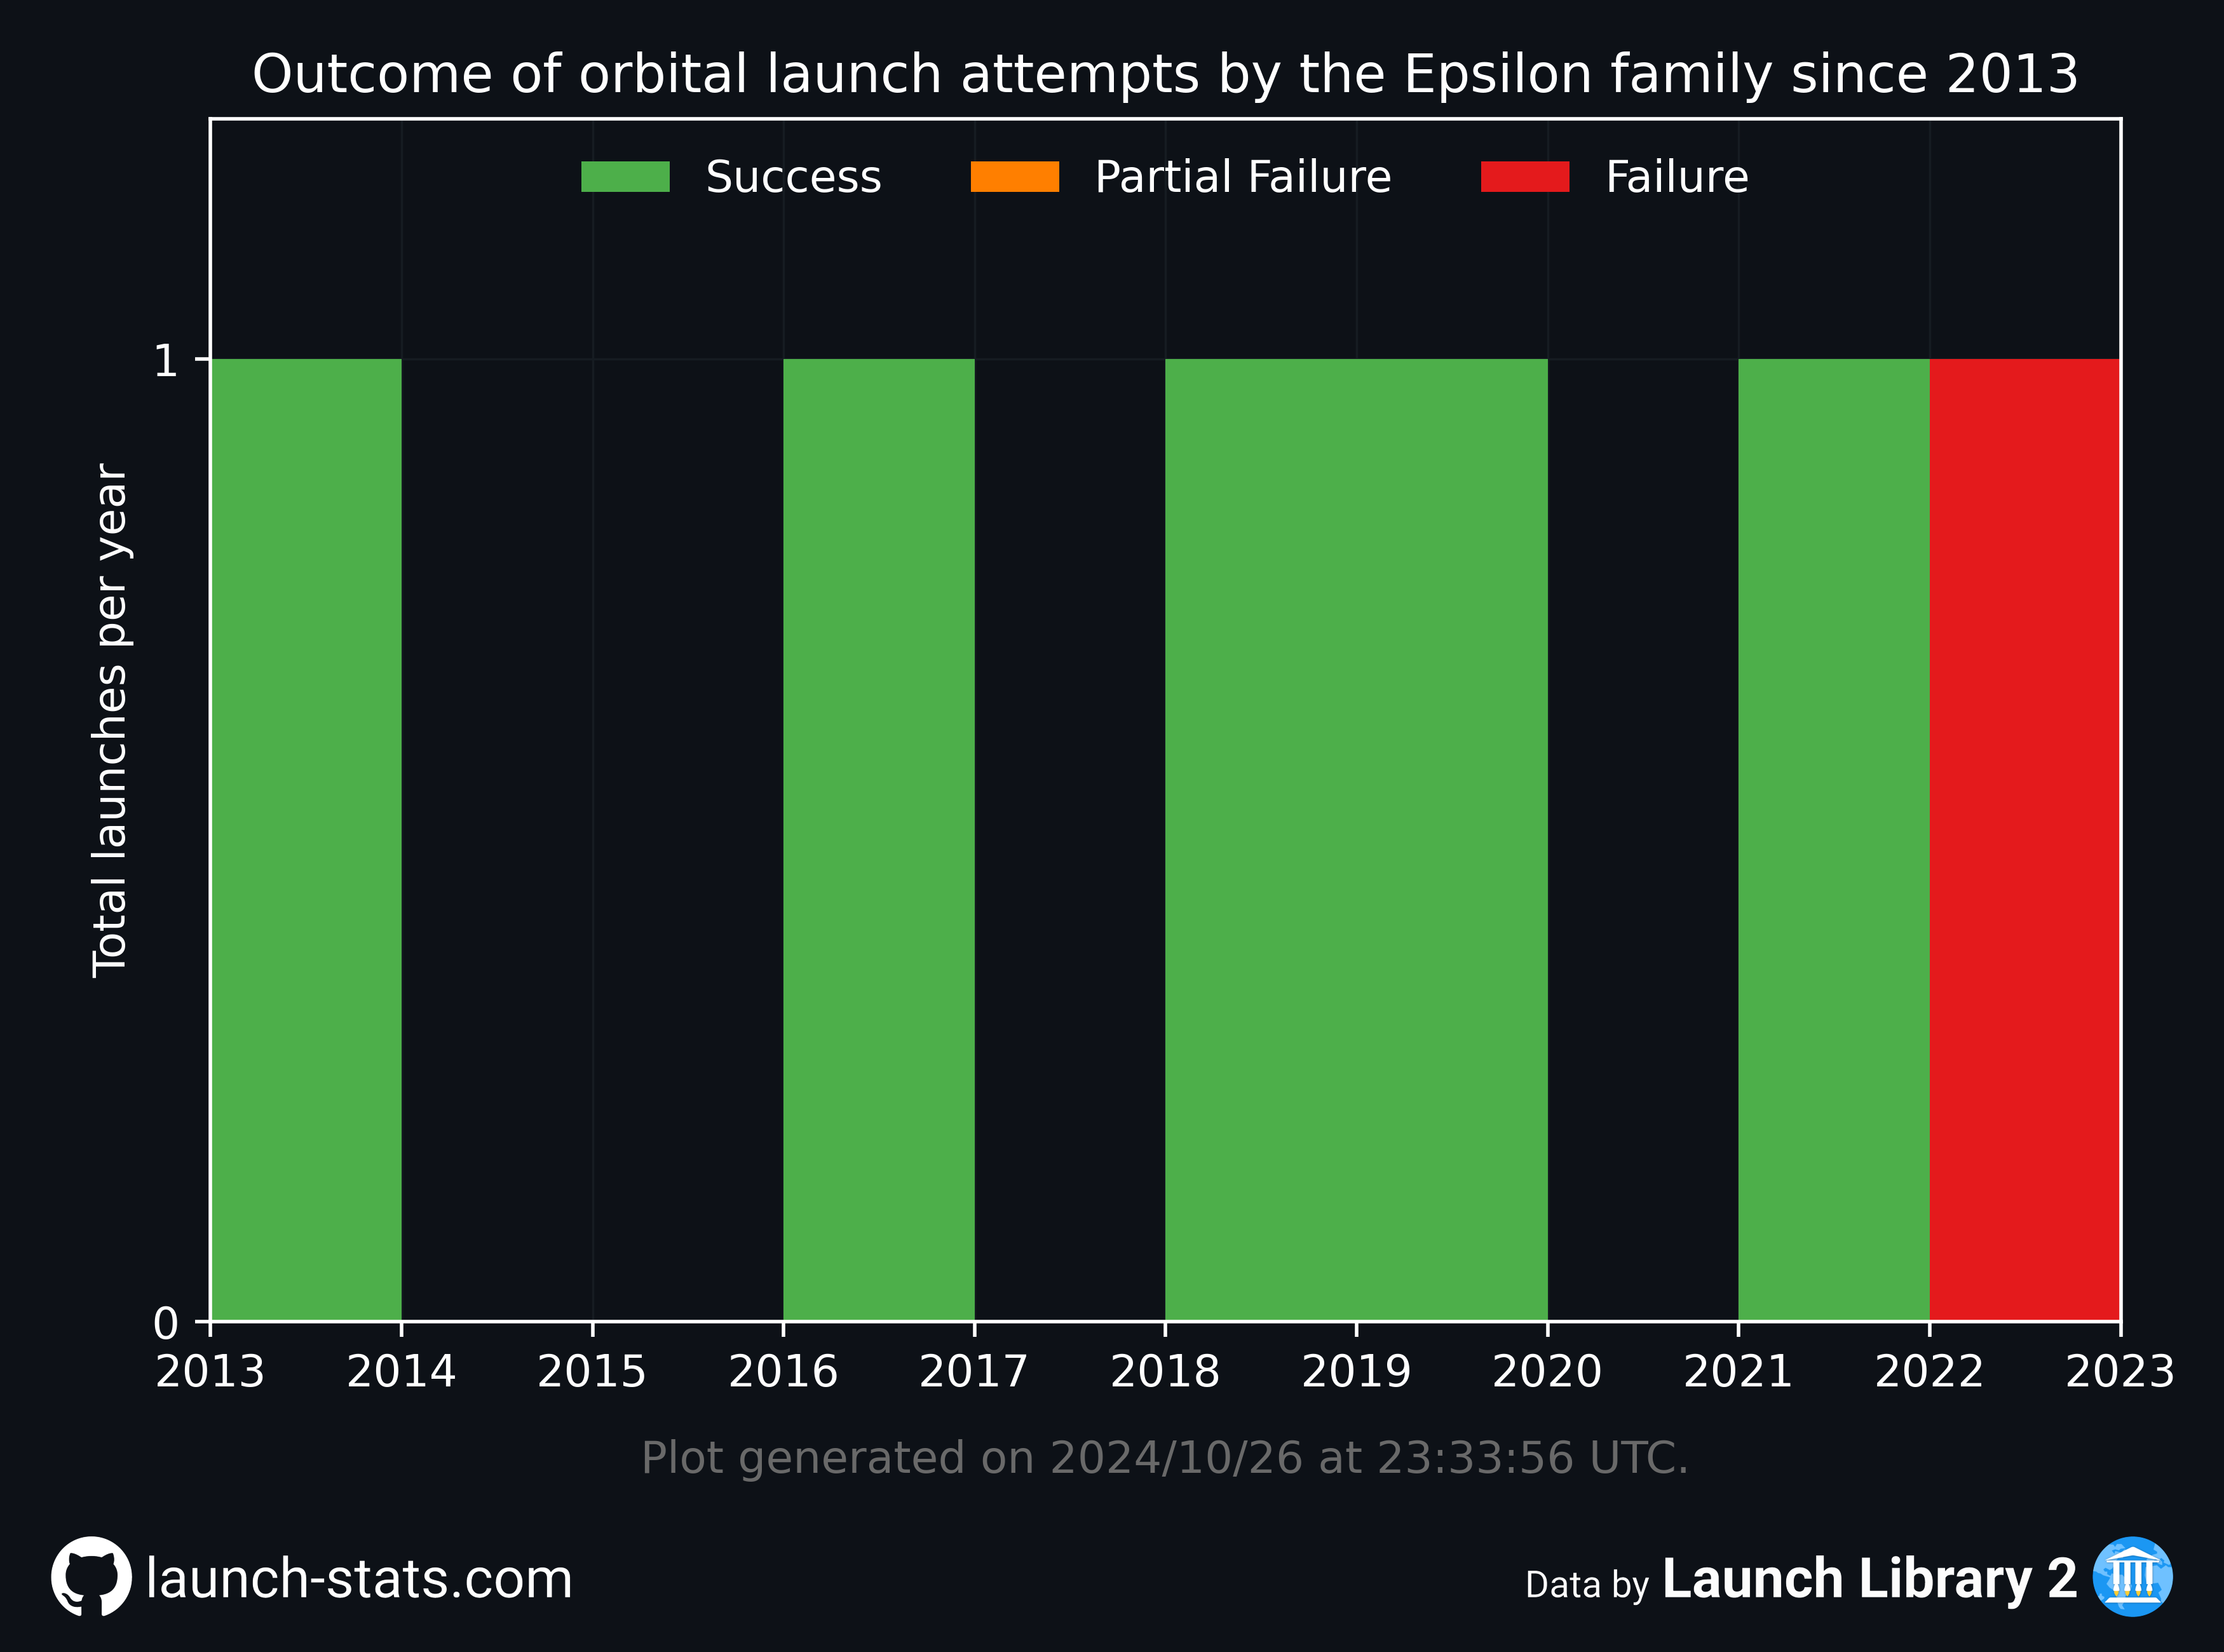 Outcome of orbital launch attempts by the Epsilon family since 2013
Success Partial Failure Failure
Total launches per year
1
0
2013 2014 2015 2016 2017 2018 2019 2020 2021 2022 2023
Plot generated on 2024/10/26 at 23:33:56 UTC.
launch-stats.com
Data by Launch Library 2